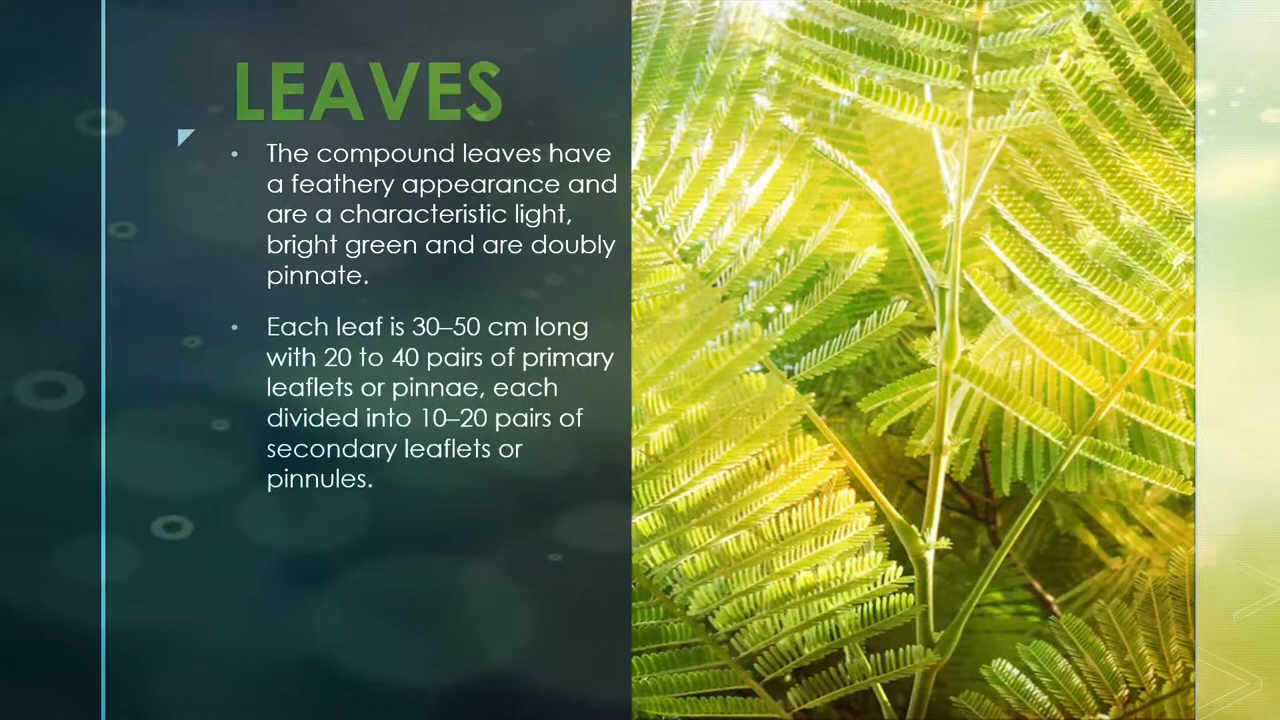 LEAVES
• The compound leaves have
a feathery appearance and
are a characteristic light,
bright green and are doubly
pinnate.
• Each leaf is 30–50 cm long
with 20 to 40 pairs of primary
leaflets or pinnae, each
divided into 10–20 pairs of
secondary leaflets or
pinnules.